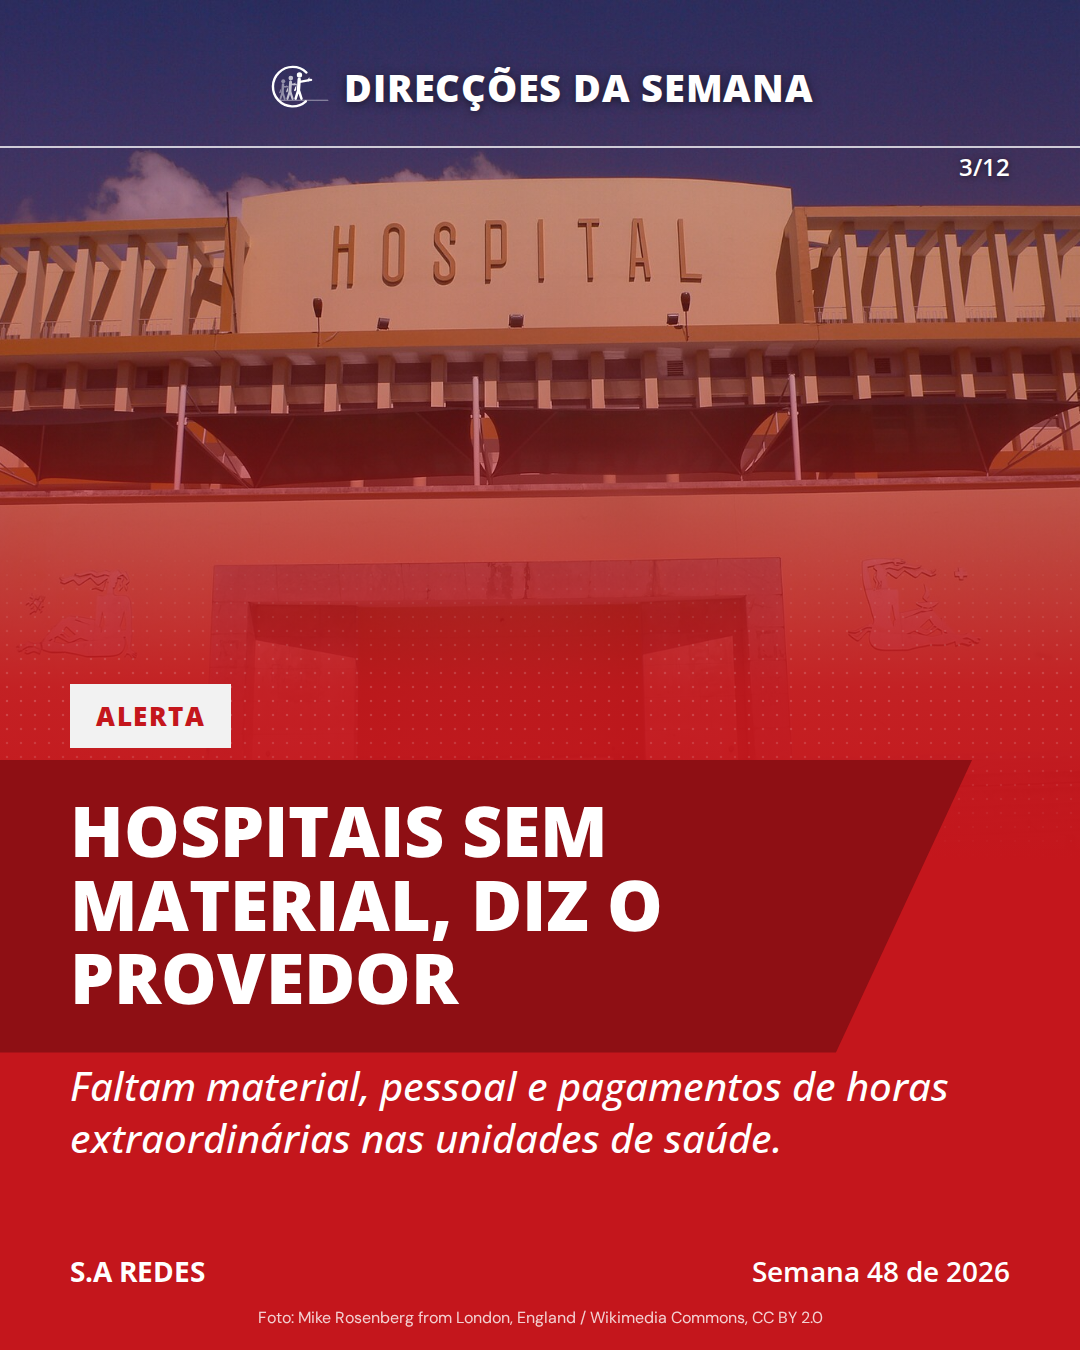 DIRECÇÕES DA SEMANA
3/12
HOSPITAL
ALERTA
HOSPITAIS SEM
MATERIAL, DIZ O
PROVEDOR
Faltam material, pessoal e pagamentos de horas
extraordinárias nas unidades de saúde.
S.A REDES
Semana 48 de 2026
Foto: Mike Rosenberg from London, England / Wikimedia Commons, CC BY 2.0